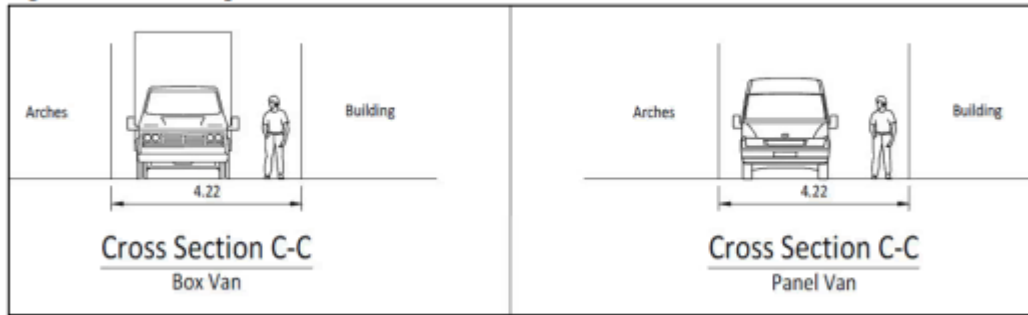 Arches
Building
4.22
Cross Section C-C
Box Van
Arches
Building
4.22
Cross Section C-C
Panel Van